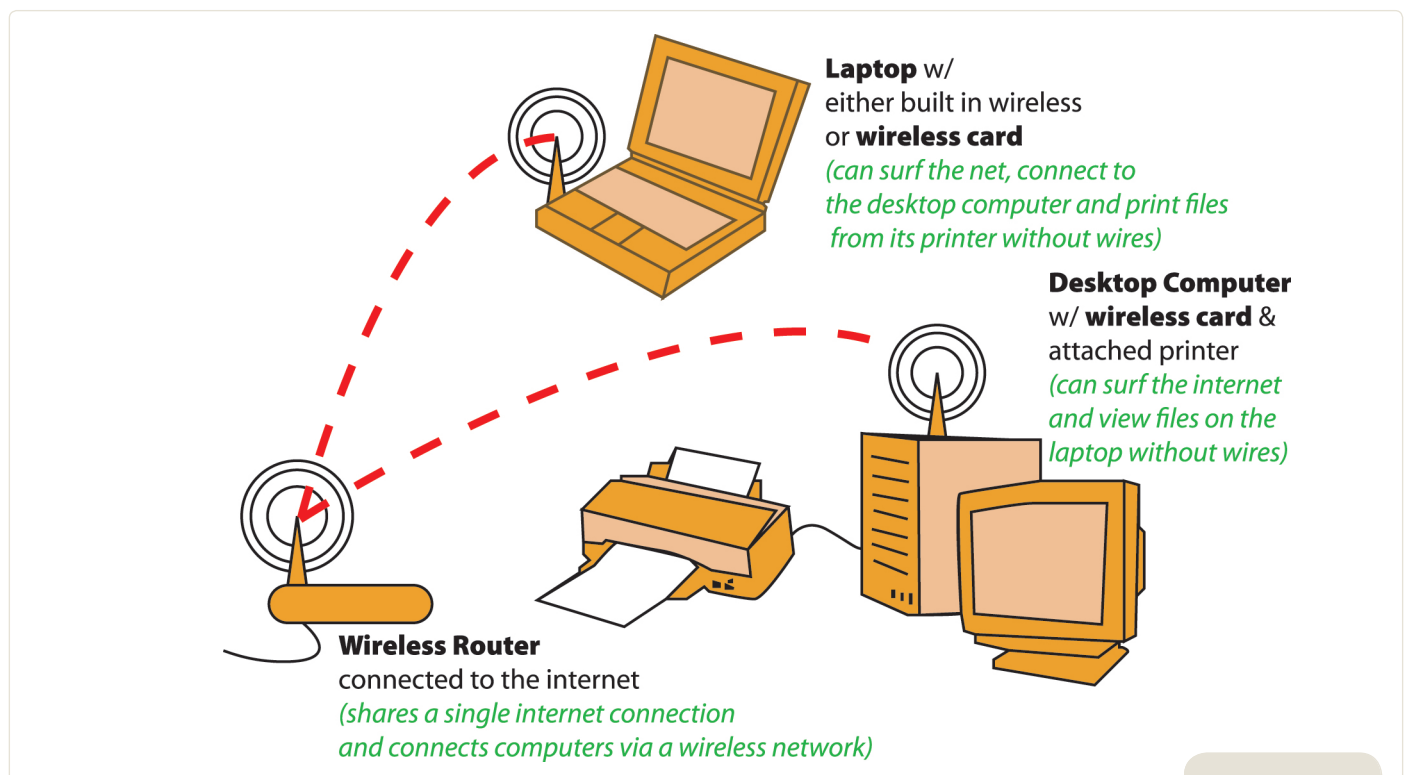 Laptop w/
either built in wireless
or wireless card
(can surf the net, connect to
the desktop computer and print files
from its printer without wires)
Desktop Computer
w/ wireless card &
attached printer
(can surf the internet
and view files on the
laptop without wires)
Wireless Router
connected to the internet
(shares a single internet connection
and connects computers via a wireless network)